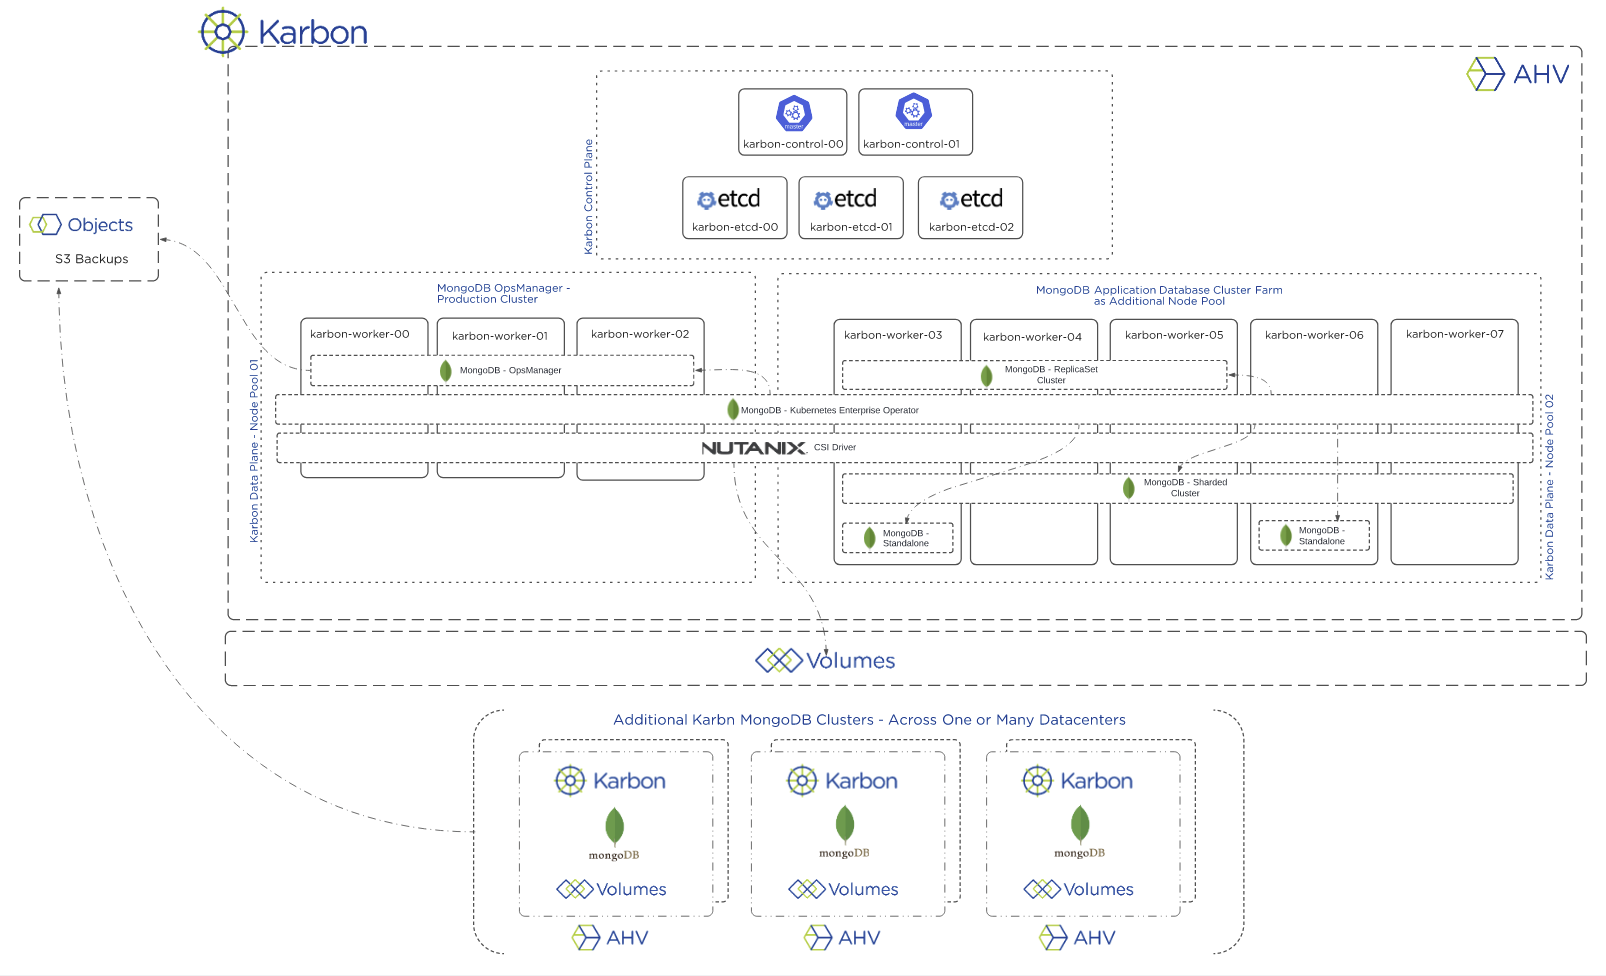 Karbon
AHV
Karbon Control Plane
master
karbon-control-00
master
karbon-control-01
etcd
karbon-etcd-00
etcd
karbon-etcd-01
etcd
karbon-etcd-02
Objects
S3 Backups
Karbon Data Plane - Node Pool 01
MongoDB OpsManager -
Production Cluster
karbon-worker-00
karbon-worker-01
karbon-worker-02
MongoDB - OpsManager
MongoDB Application Database Cluster Farm
as Additional Node Pool
karbon-worker-03
karbon-worker-04
karbon-worker-05
karbon-worker-06
karbon-worker-07
MongoDB - ReplicaSet
Cluster
MongoDB - Kubernetes Enterprise Operator
NUTANIX CSI Driver
MongoDB - Sharded
Cluster
MongoDB -
Standalone
MongoDB -
Standalone
Karbon Data Plane - Node Pool 02
Volumes
Additional Karbn MongoDB Clusters - Across One or Many Datacenters
Karbon
mongoDB
Volumes
AHV
Karbon
mongoDB
Volumes
AHV
Karbon
mongoDB
Volumes
AHV